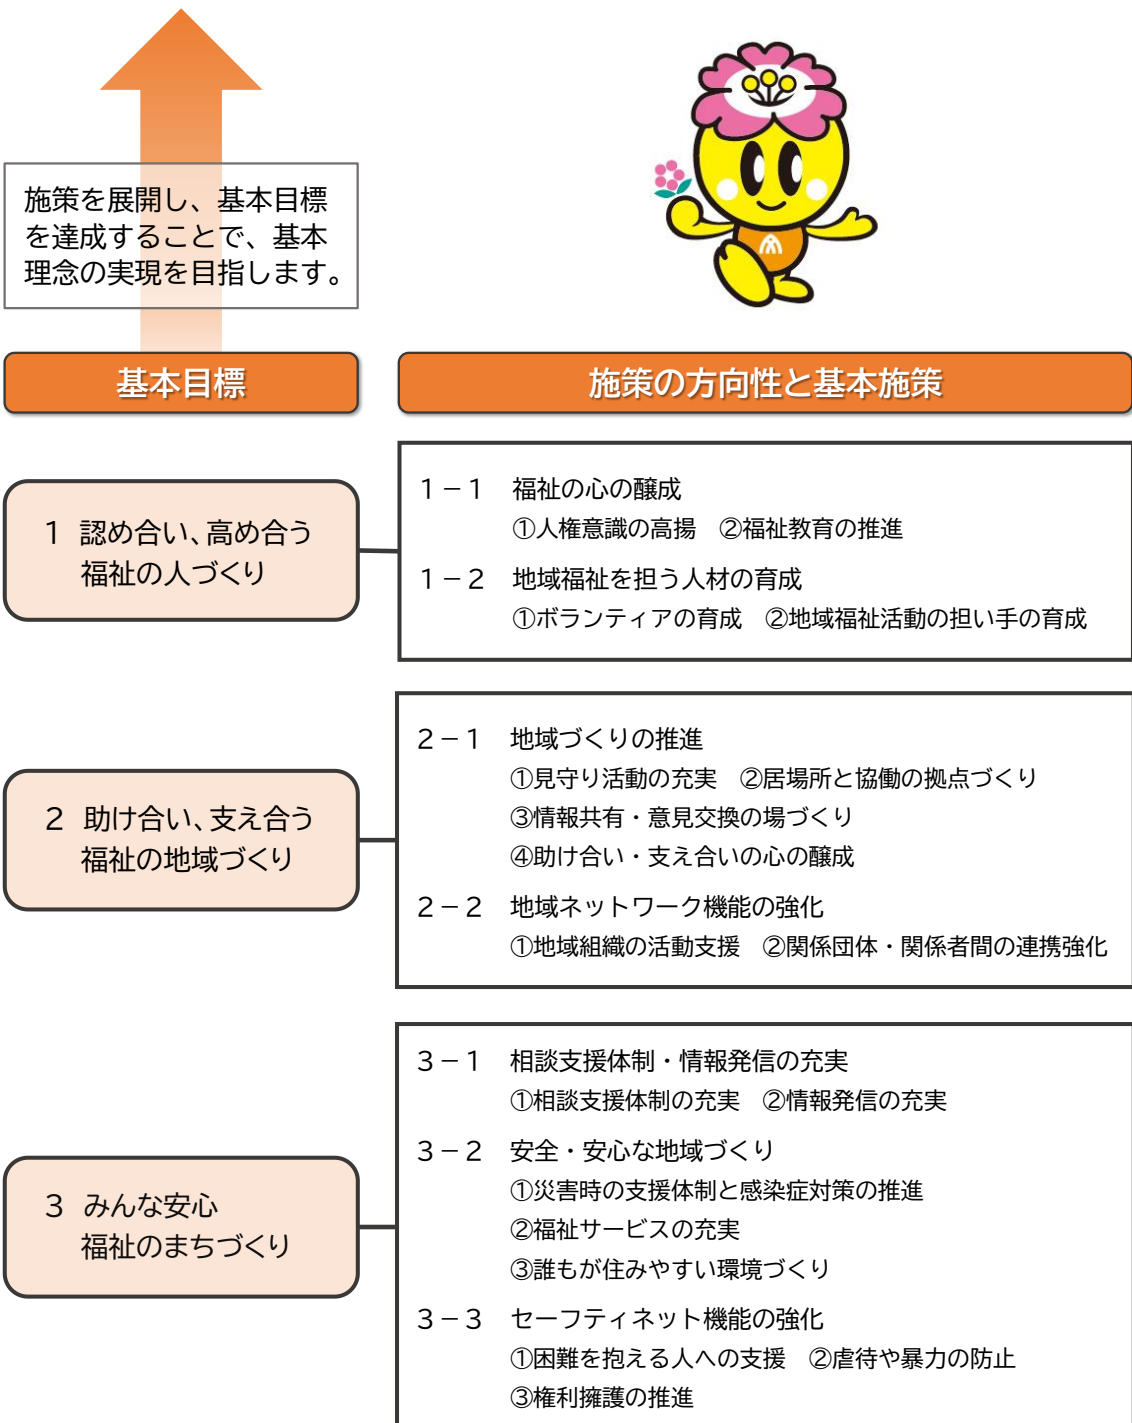 施策を展開し、基本目標
を達成することで、基本
理念の実現を目指します。
基本目標
施策の方向性と基本施策
1 認め合い、高め合う
福祉の人づくり
1－1 福祉の心の醸成
①人権意識の高揚 ②福祉教育の推進
1－2 地域福祉を担う人材の育成
①ボランティアの育成 ②地域福祉活動の担い手の育成
2 助け合い、支え合う
福祉の地域づくり
2－1 地域づくりの推進
①見守り活動の充実 ②居場所と協働の拠点づくり
③情報共有・意見交換の場づくり
④助け合い・支え合いの心の醸成
2－2 地域ネットワーク機能の強化
①地域組織の活動支援 ②関係団体・関係者間の連携強化
3 みんな安心
福祉のまちづくり
3－1 相談支援体制・情報発信の充実
①相談支援体制の充実 ②情報発信の充実
3－2 安全・安心な地域づくり
①災害時の支援体制と感染症対策の推進
②福祉サービスの充実
③誰もが住みやすい環境づくり
3－3 セーフティネット機能の強化
①困難を抱える人への支援 ②虐待や暴力の防止
③権利擁護の推進